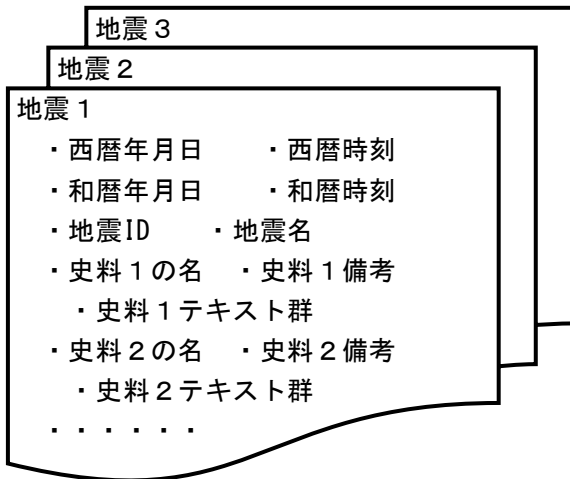 地震３
地震２
地震１
・西暦年月日　　・西暦時刻
・和暦年月日　　・和暦時刻
・地震ID　　・地震名
・史料１の名　・史料１備考
・史料１テキスト群
・史料２の名　・史料２備考
・史料２テキスト群
・・・・・・